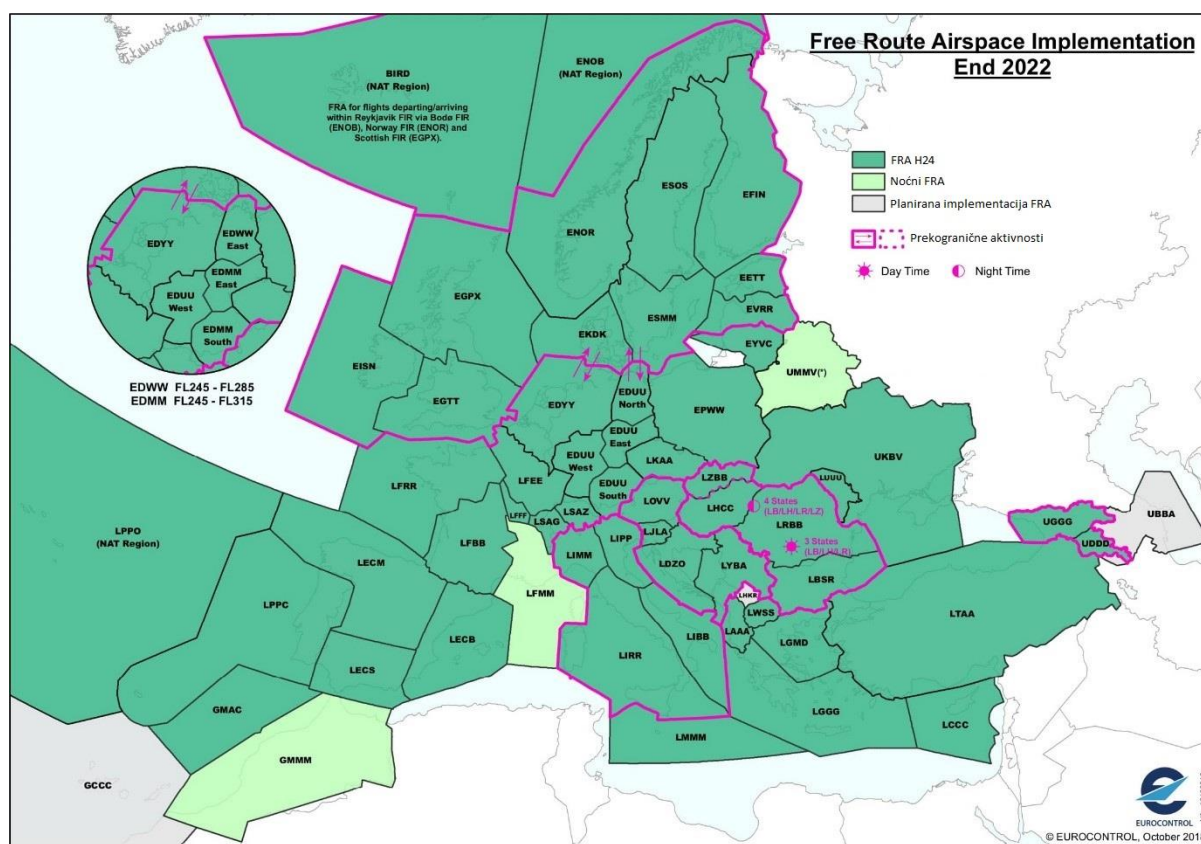 Free Route Airspace Implementation
End 2022
BIRD
(NAT Region)
FRA for flights departing/arriving
within Reykjavik FIR via Bodø FIR
(ENOB), Norway FIR (ENOR) and
Scottish FIR (EGPX).
ENOB
(NAT Region)
FRA H24
Noćni FRA
Planirana implementacija FRA
Prekogranične aktivnosti
Day Time
Night Time
EDYY
EDWW
East
EDMM
East
EDUU
West
EDMM
South
EDWW FL245 - FL285
EDMM FL245 - FL315
ESOS
EFIN
ENOR
EGPX
EETT
EVRR
ESMM
EKDK
EYVC
UMMV(*)
EISN
EGTT
EDYY
EDUU
North
EPWW
EDUU
East
EDUU
West
LKAA
UKBV
LFRR
LFEE
EDUU
South
LZBB
LOVV
LHCC
4 States
(LB/LH/LR/LZ)
LUUU
LFFF
LSAG
LSAZ
LRBB
3 States
(LB/LH/LR)
UBBA
UGGG
UDDD
LPPO
(NAT Region)
LFBB
LIMM
LIPP
LJLA
LDZO
LYBA
LBSR
LECM
LFMM
LPPC
LWSS
LAAA
LTAA
LECB
LIRR
LIBB
LGMD
LECS
GMAC
LGGG
LCCC
LMMM
GMMM
GCCC
EUROCONTROL
© EUROCONTROL, October 2018